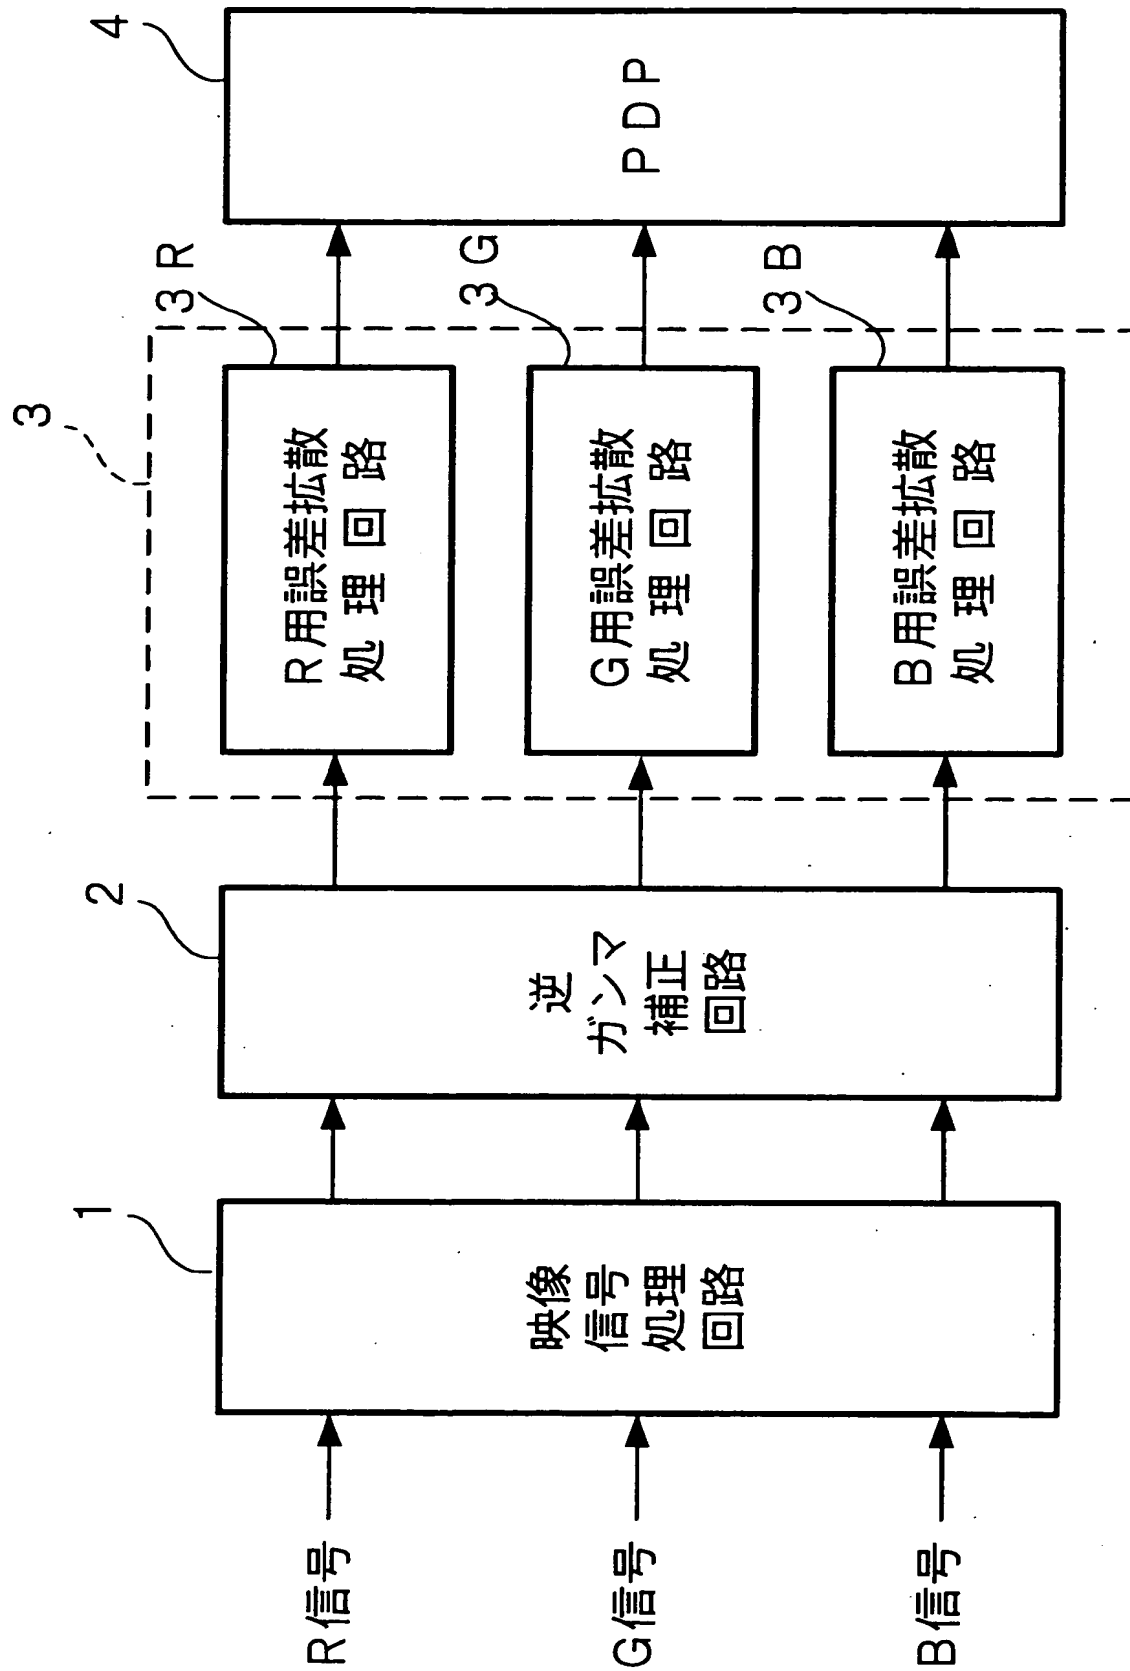 R信号
G信号
B信号
1
映像
信号
処理
回路
2
逆
ガンマ
補正
回路
3
3R
R用誤差拡散
処理回路
3G
G用誤差拡散
処理回路
3B
B用誤差拡散
処理回路
4
PDP